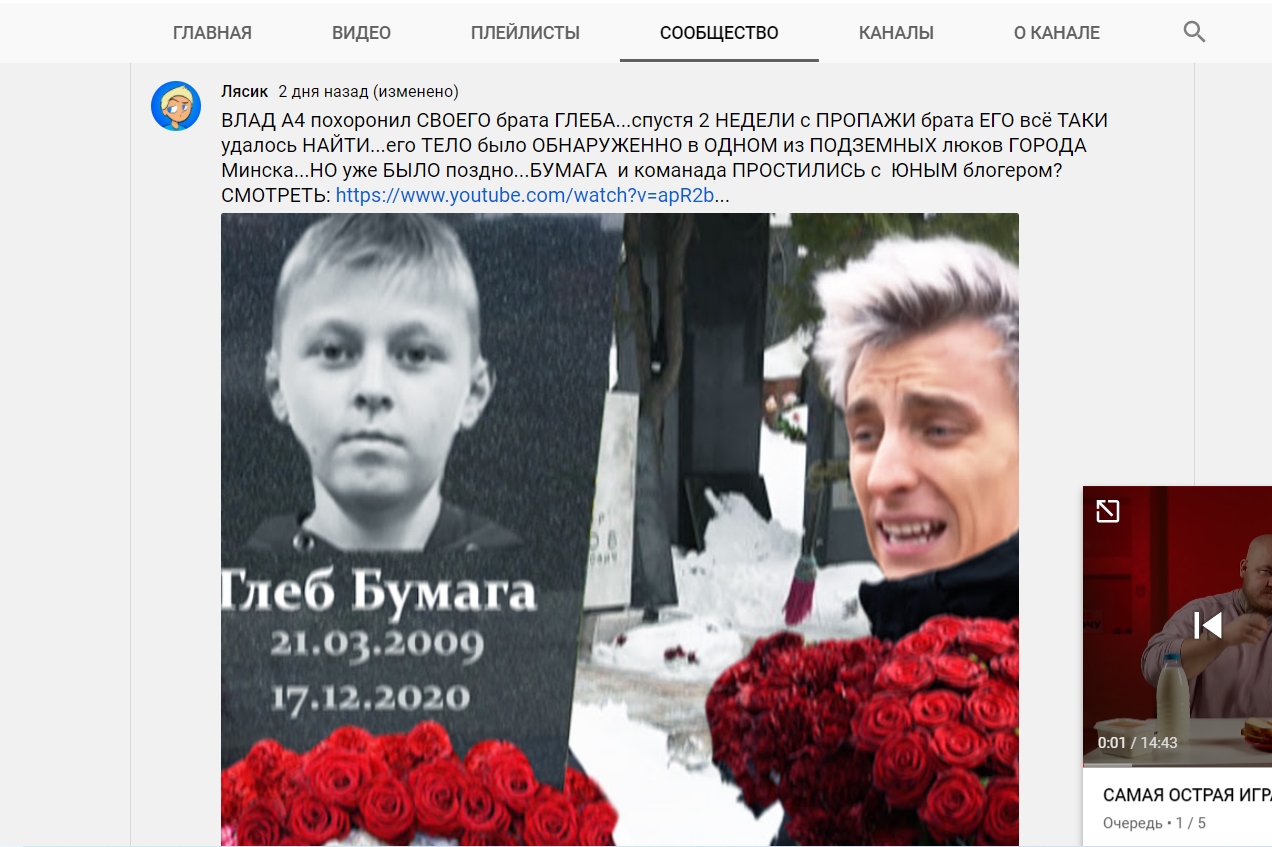 ГЛАВНАЯ ВИДЕО ПЛЕЙЛИСТЫ СООБЩЕСТВО КАНАЛЫ О КАНАЛЕ
Лясик 2 дня назад (изменено)
ВЛАД А4 похоронил СВОЕГО брата ГЛЕБА...спустя 2 НЕДЕЛИ с ПРОПАЖИ брата ЕГО всё ТАКИ
удалось НАЙТИ...его ТЕЛО было ОБНАРУЖЕННО в ОДНОМ из ПОДЗЕМНЫХ люков ГОРОДА
Минска...НО уже БЫЛО поздно...БУМАГА и команада ПРОСТИЛИСЬ с ЮНЫМ блогером?
СМОТРЕТЬ: https://www.youtube.com/watch?v=apR2b...
Глеб Бумага
21.03.2009
17.12.2020
0:01 / 14:43
САМАЯ ОСТРАЯ ИГРА
Очередь • 1 / 5